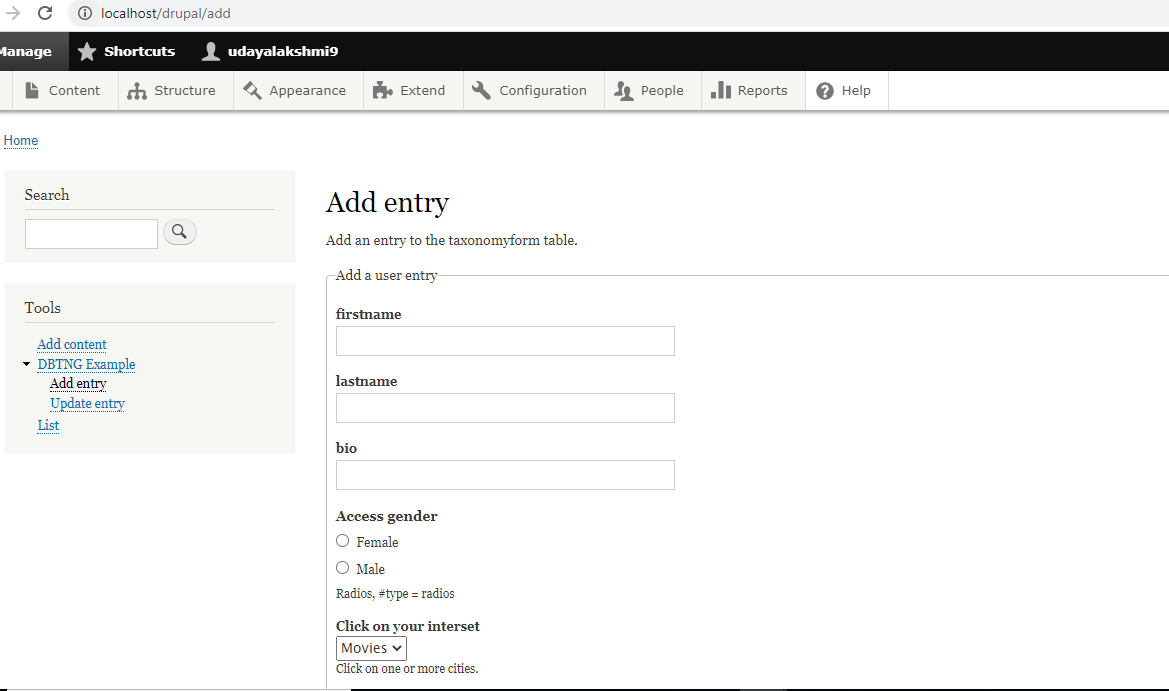 localhost/drupal/add
Manage Shortcuts udayalakshmi9
Content Structure Appearance Extend Configuration People Reports Help
Home
Search
Tools
Add content
DBTNG Example
Add entry
Update entry
List
Add entry
Add an entry to the taxonomyform table.
Add a user entry
firstname
lastname
bio
Access gender
Female
Male
Radios, #type = radios
Click on your interset
Movies
Click on one or more cities.